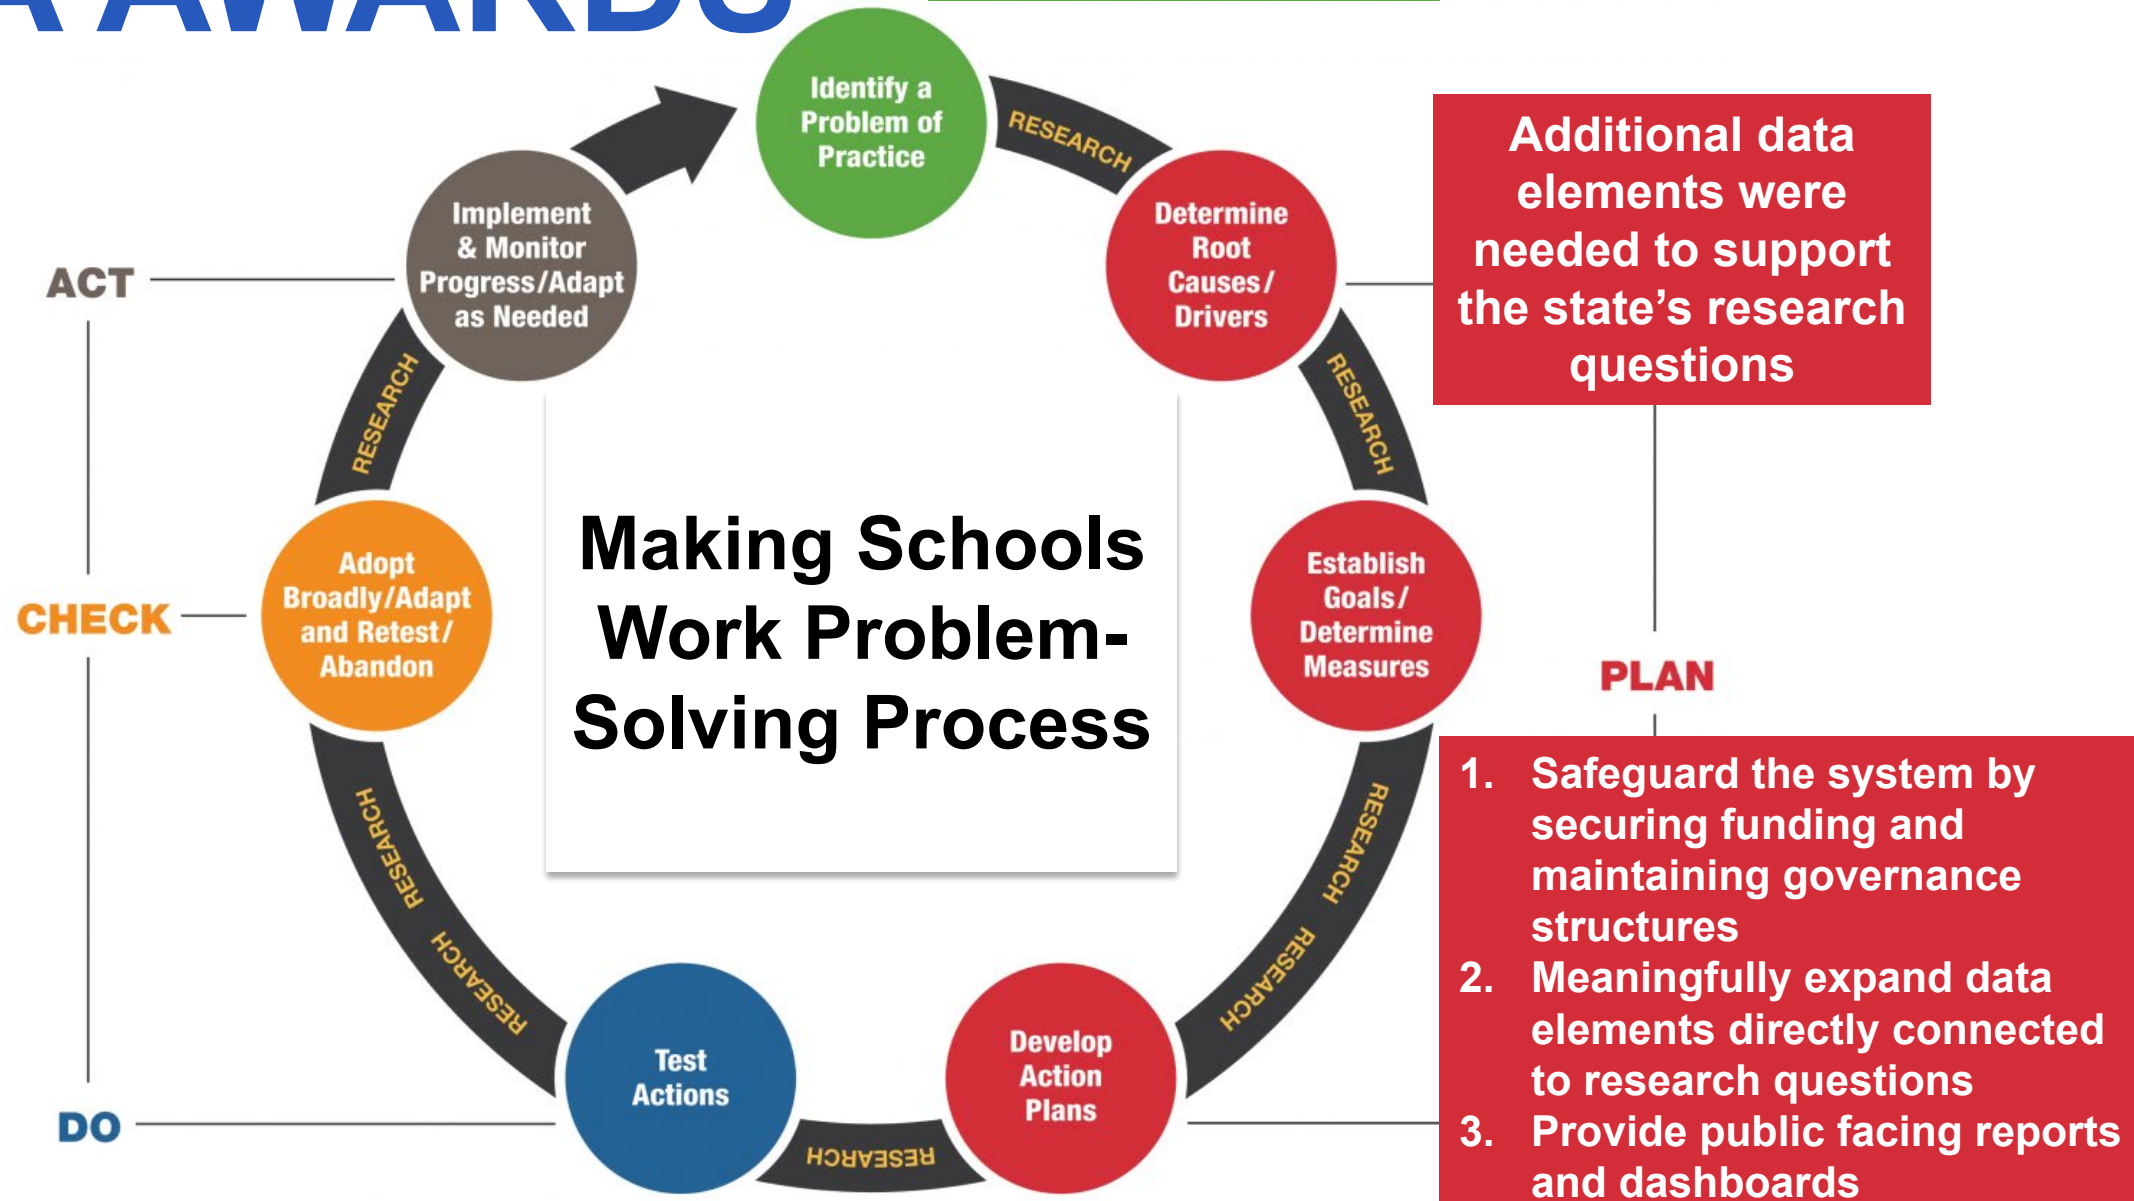 A AWARDS
Identify a
Problem of
Practice
RESEARCH
Determine
Root
Causes/
Drivers
Additional data
elements were
needed to support
the state’s research
questions
RESEARCH
Establish
Goals/
Determine
Measures
PLAN
1. Safeguard the system by
securing funding and
maintaining governance
structures
2. Meaningfully expand data
elements directly connected
to research questions
3. Provide public facing reports
and dashboards
RESEARCH
RESEARCH
Develop
Action
Plans
RESEARCH
Test
Actions
DO
RESEARCH
RESEARCH
Adopt
Broadly/Adapt
and Retest/
Abandon
CHECK
RESEARCH
Implement
& Monitor
Progress/Adapt
as Needed
ACT
Making Schools
Work Problem-
Solving Process